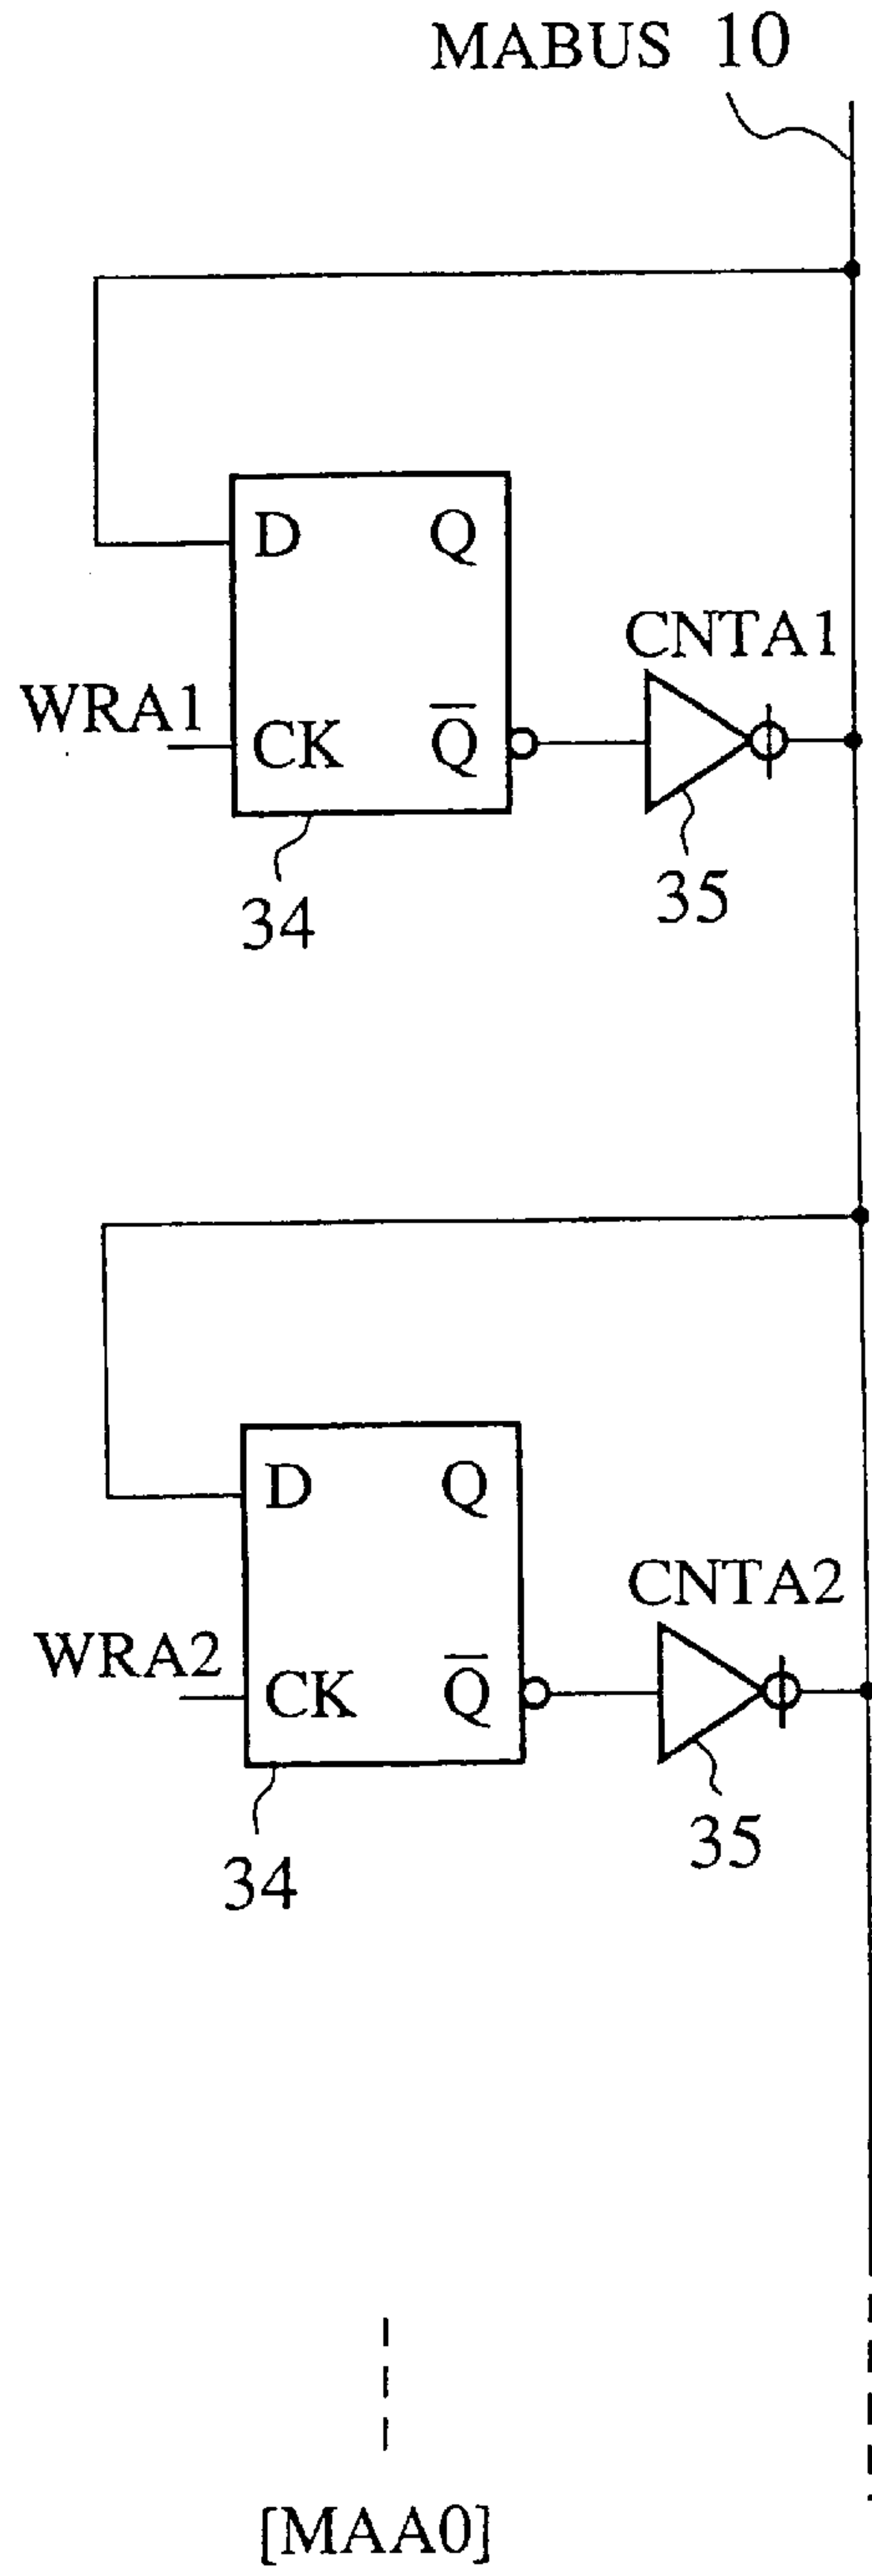 MABUS 10
D Q
CNTA1
WRA1
CK Q̅
34
35
D Q
CNTA2
WRA2
CK Q̅
34
35
[MAA0]